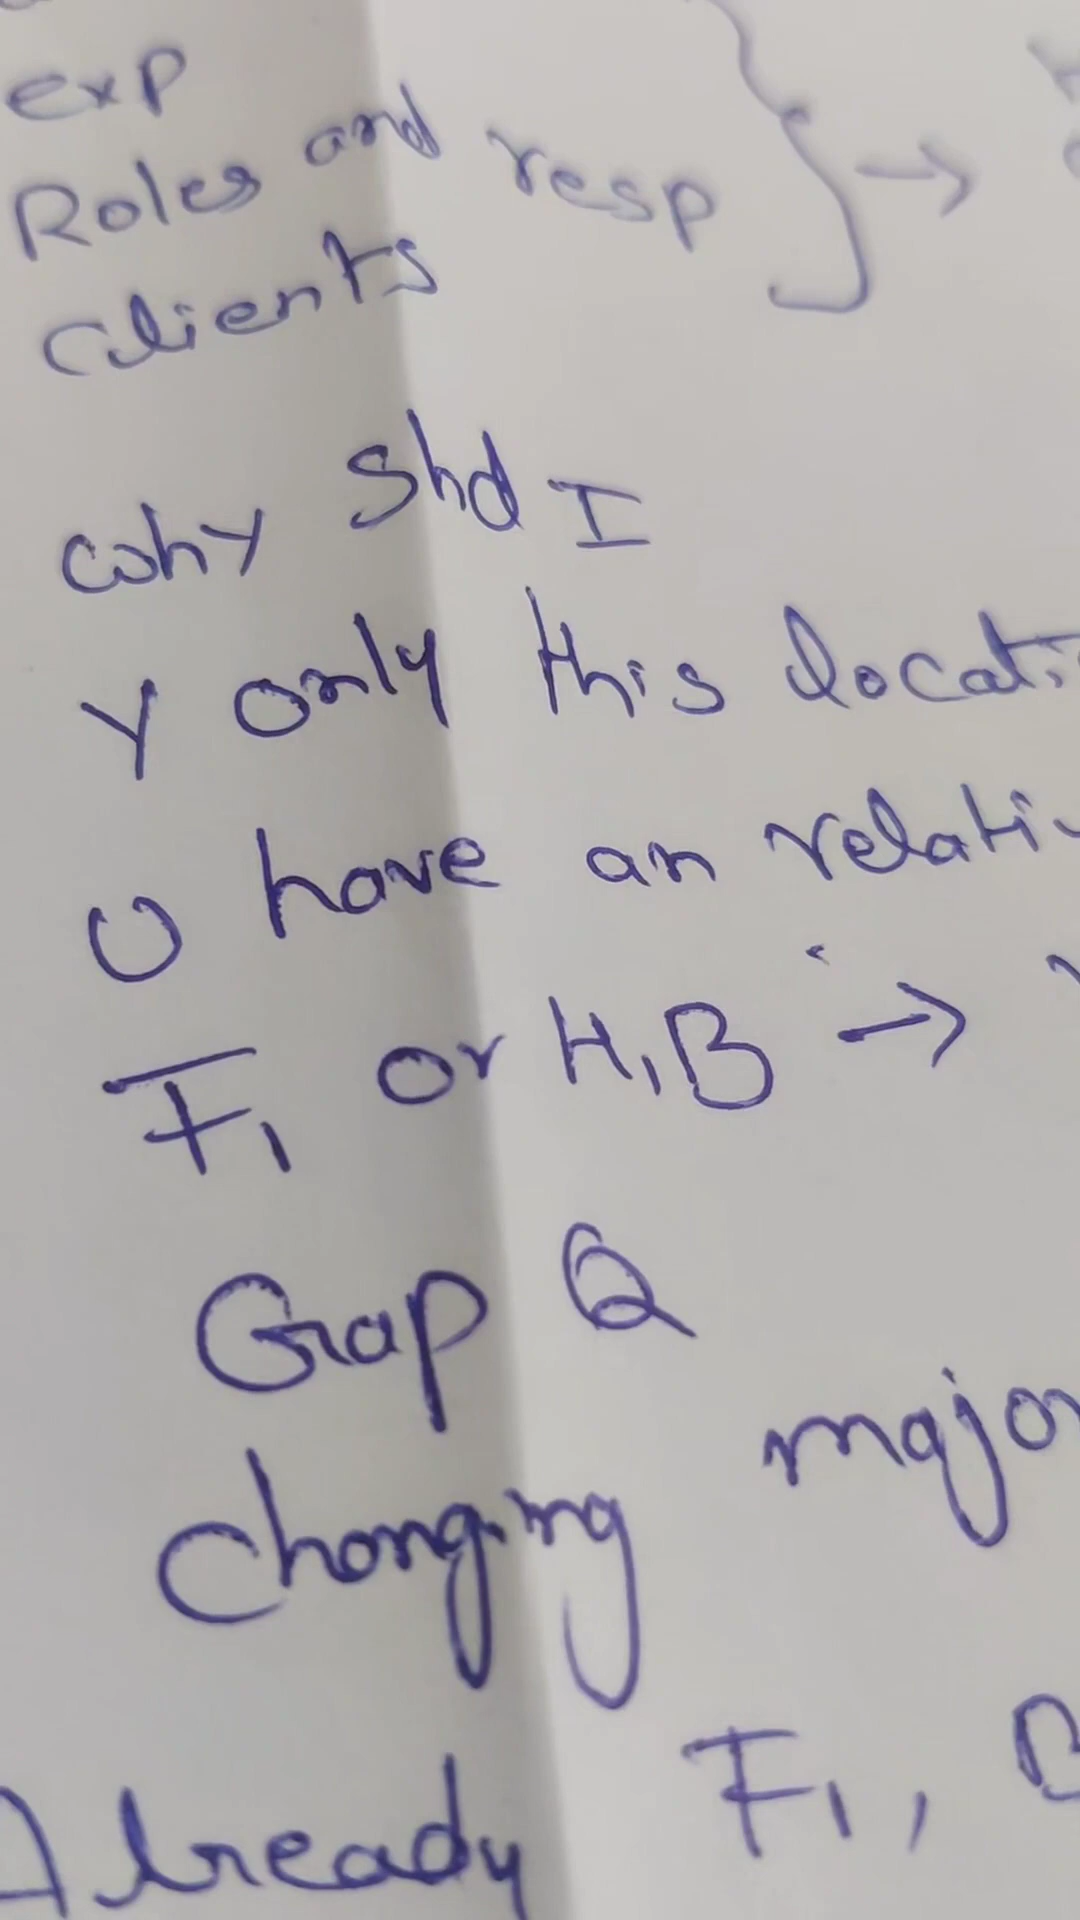 exp
Roles and resp } →
clients
why shd I
Y only this locati
U have an relati
F1 or H1B →
Gap Q
changing major
Already F1,